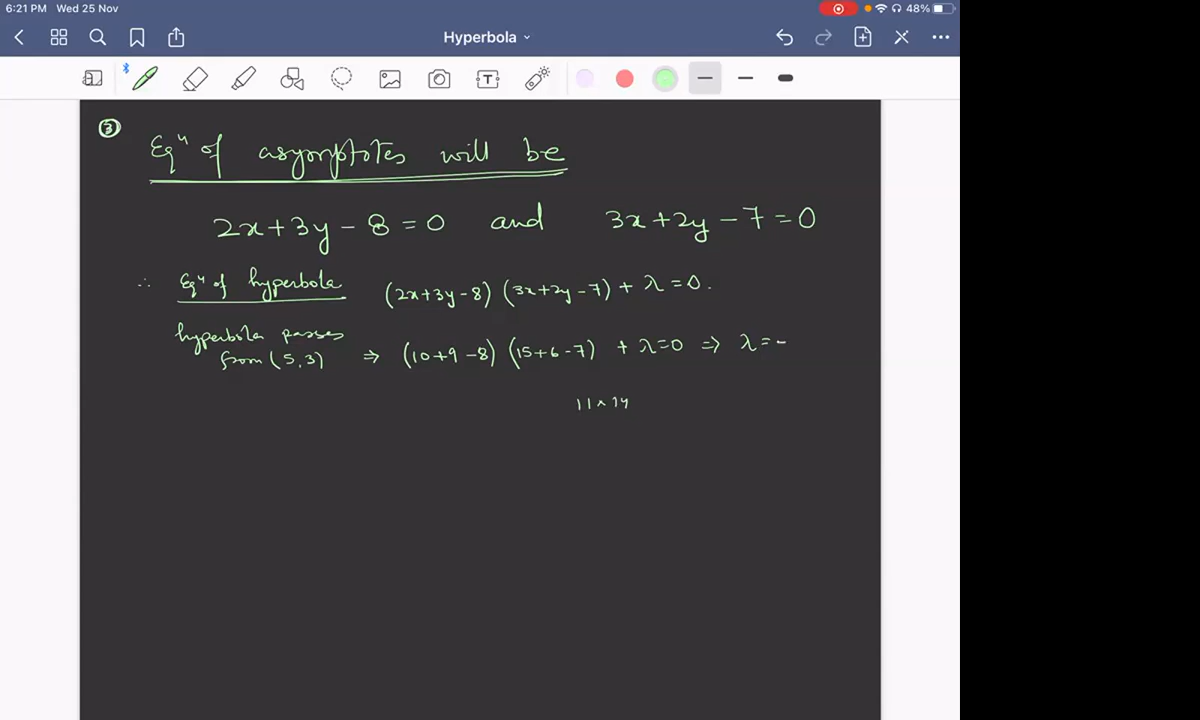 6:21 PM Wed 25 Nov 48%
Hyperbola
T
③
Eqⁿ of asymptotes will be
2x+3y-8=0 and 3x+2y-7=0
∴ Eqⁿ of hyperbola (2x+3y-8) (3x+2y-7) + λ = 0.
hyperbola passes
from (5,3) ⇒ (10+9-8) (15+6-7) + λ=0 ⇒ λ = -
11 × 14